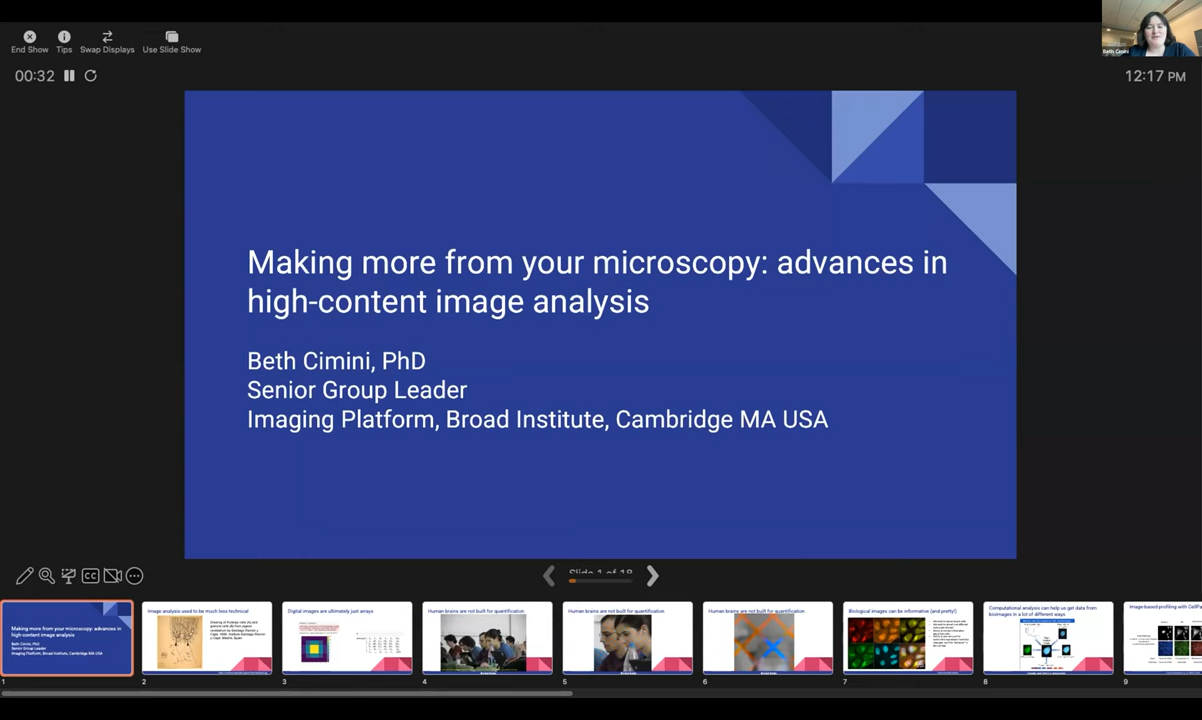 End Show
Tips
Swap Displays
Use Slide Show
Beth Cimini
00:32
12:17 PM
Making more from your microscopy: advances in
high-content image analysis
Beth Cimini, PhD
Senior Group Leader
Imaging Platform, Broad Institute, Cambridge MA USA
CC
Slide 1 of 18
Making more from your microscopy: advances in
high-content image analysis
Beth Cimini, PhD
Senior Group Leader
Imaging Platform, Broad Institute, Cambridge MA USA
Image analysis used to be much less technical
Digital images are ultimately just arrays
Human brains are not built for quantification
Human brains are not built for quantification
Human brains are not built for quantification
Biological images can be informative (and pretty!)
Computational analysis can help us get data from
bioimages in a lot of different ways
Image-based profiling with CellPa
1
2
3
4
5
6
7
8
9